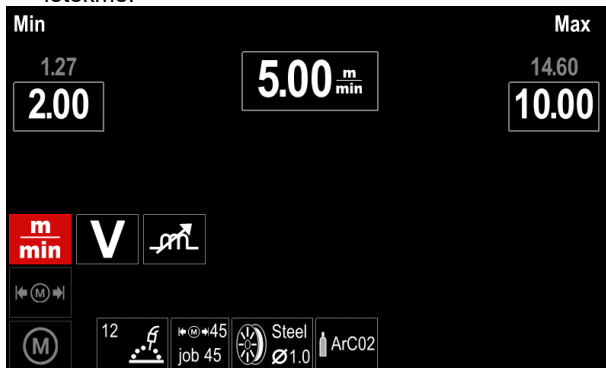 Min Max
1.27 14.60
2.00 5.00 m/min 10.00
m/min V
M
M 12 M 45 job 45 Steel Ø1.0 ArC02